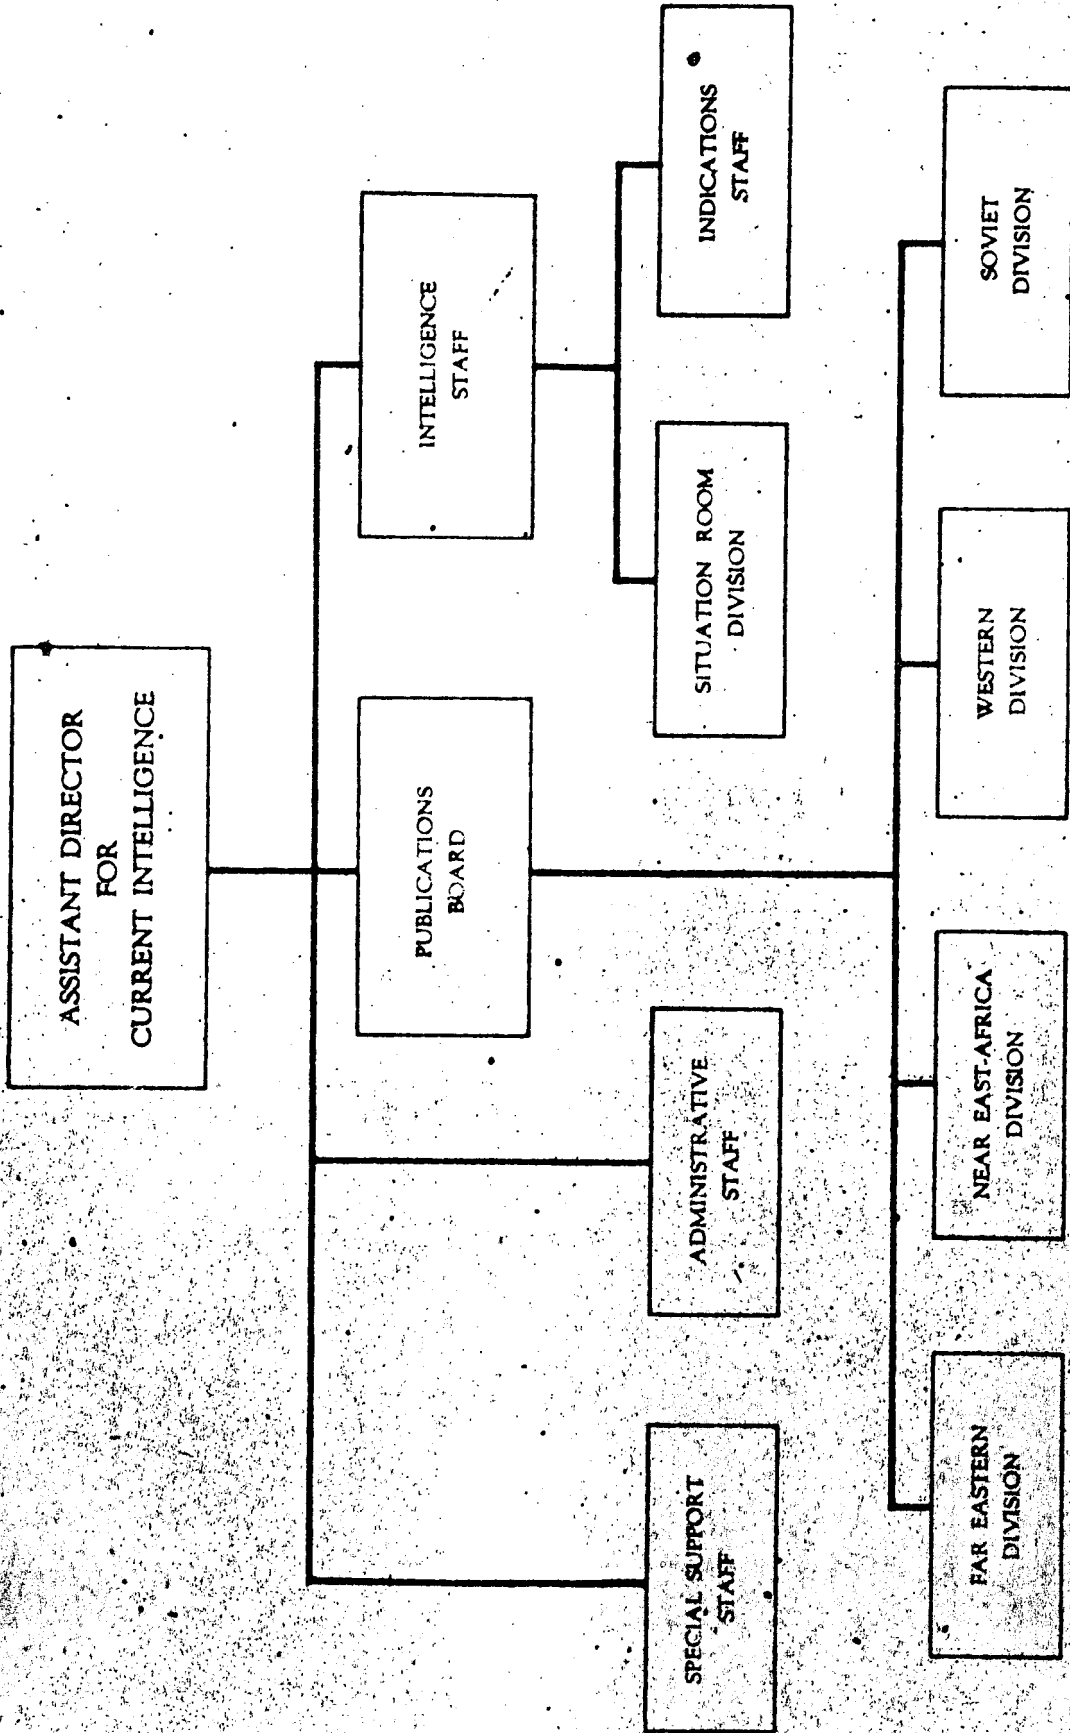 ASSISTANT DIRECTOR
FOR
CURRENT INTELLIGENCE
PUBLICATIONS
BOARD
INTELLIGENCE
STAFF
SPECIAL SUPPORT
STAFF
ADMINISTRATIVE
STAFF
SITUATION ROOM
DIVISION
INDICATIONS
STAFF
FAR EASTERN
DIVISION
NEAR EAST-AFRICA
DIVISION
WESTERN
DIVISION
SOVIET
DIVISION